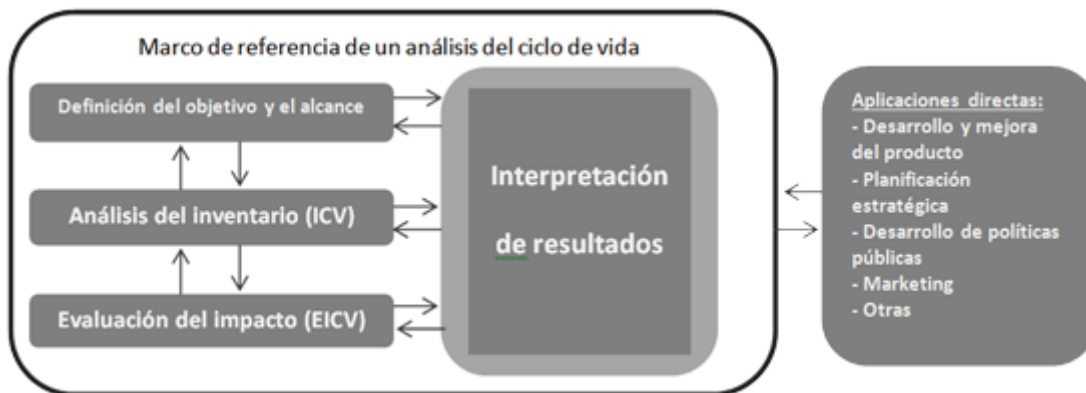 Marco de referencia de un análisis del ciclo de vida
Definición del objetivo y el alcance
Análisis del inventario (ICV)
Evaluación del impacto (EICV)
Interpretación
de resultados
Aplicaciones directas:
- Desarrollo y mejora
del producto
- Planificación
estratégica
- Desarrollo de políticas
públicas
- Marketing
- Otras